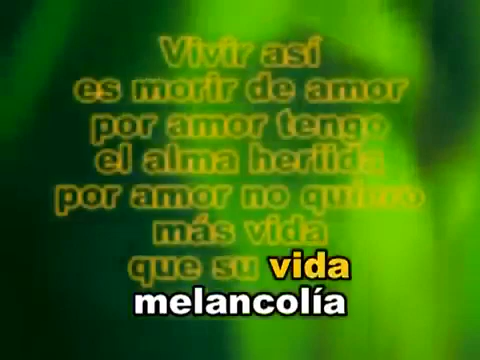 Vivir así
es morir de amor
por amor tengo
el alma heriida
por amor no quiero
más vida
que su vida
melancolía